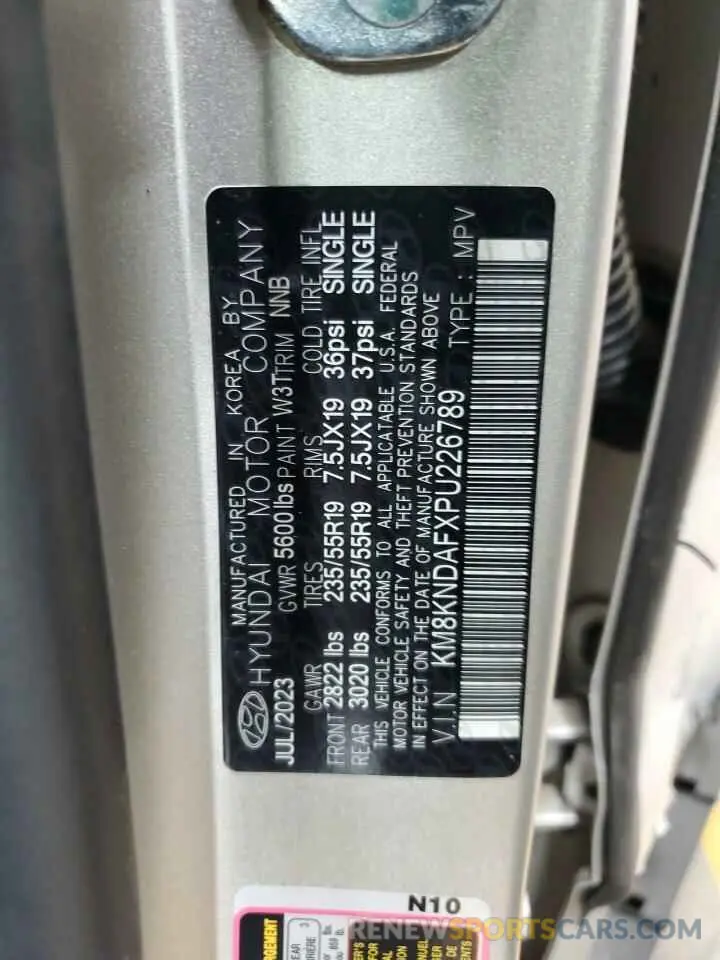 MANUFACTURED IN KOREA BY
HYUNDAI MOTOR COMPANY
JUL/2023 GVWR 5600lbs PAINT W3T TRIM NNB
GAWR TIRES RIMS COLD TIRE INFL
FRONT 2822 lbs 235/55R19 7.5JX19 36psi SINGLE
REAR 3020 lbs 235/55R19 7.5JX19 37psi SINGLE
THIS VEHICLE CONFORMS TO ALL APPLICABLE U.S.A. FEDERAL
MOTOR VEHICLE SAFETY AND THEFT PREVENTION STANDARDS
IN EFFECT ON THE DATE OF MANUFACTURE SHOWN ABOVE
V.I.N KM8KNDAFXPU226789 TYPE : MPV
N10
RENEWSPORTSCARS.COM